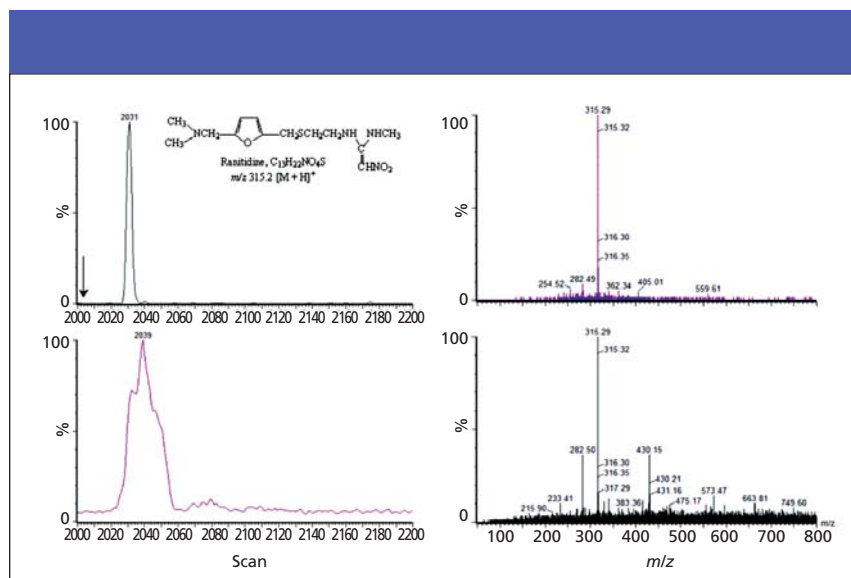 100
%
0
2031
CH₃
NCH₂
CH₃
O
CH₂SCH₂CH₂NH
NHCH₃
C
CHNO₂
Ranitidine, C₁₃H₂₂NO₄S
m/z 315.2 [M + H]⁺
2000 2020 2040 2060 2080 2100 2120 2140 2160 2180 2200
100
%
0
315.29
315.32
316.30
316.35
254.52
282.49
362.34
405.01
559.61
100
%
0
2039
2000 2020 2040 2060 2080 2100 2120 2140 2160 2180 2200
Scan
100
%
0
315.29
315.32
282.50
430.15
316.30
316.35
317.29
430.21
431.16
233.41
215.90
383.36
475.17
573.47
663.81
749.60
m/z
100 200 300 400 500 600 700 800
m/z